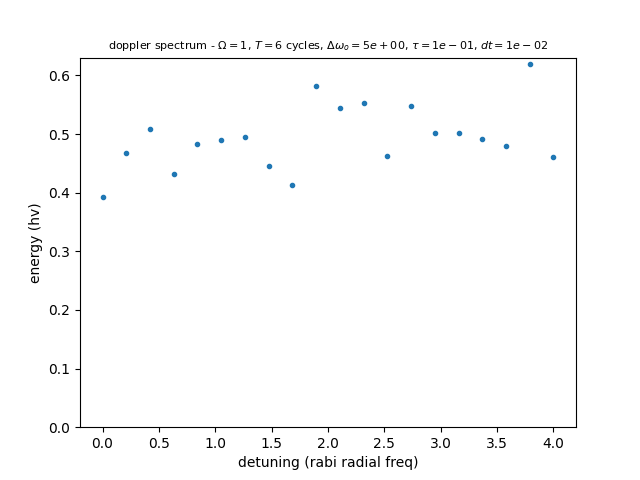 doppler spectrum - Ω = 1, T = 6 cycles, Δω₀ = 5e + 00, τ = 1e − 01, dt = 1e − 02
0.6
0.5
0.4
0.3
0.2
0.1
0.0
energy (hv)
0.0 0.5 1.0 1.5 2.0 2.5 3.0 3.5 4.0
detuning (rabi radial freq)